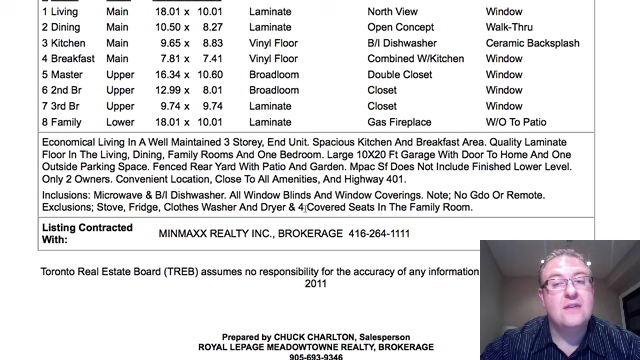 1 Living Main 18.01 x 10.01 Laminate North View Window
2 Dining Main 10.50 x 8.27 Laminate Open Concept Walk-Thru
3 Kitchen Main 9.65 x 8.83 Vinyl Floor B/I Dishwasher Ceramic Backsplash
4 Breakfast Main 7.81 x 7.41 Vinyl Floor Combined W/Kitchen Window
5 Master Upper 16.34 x 10.60 Broadloom Double Closet Window
6 2nd Br Upper 12.99 x 8.01 Broadloom Closet Window
7 3rd Br Upper 9.74 x 9.74 Laminate Closet Window
8 Family Lower 18.01 x 10.01 Laminate Gas Fireplace W/O To Patio
Economical Living In A Well Maintained 3 Storey, End Unit. Spacious Kitchen And Breakfast Area. Quality Laminate
Floor In The Living, Dining, Family Rooms And One Bedroom. Large 10X20 Ft Garage With Door To Home And One
Outside Parking Space. Fenced Rear Yard With Patio And Garden. Mpac Sf Does Not Include Finished Lower Level.
Only 2 Owners. Convenient Location, Close To All Amenities, And Highway 401.
Inclusions: Microwave & B/I Dishwasher. All Window Blinds And Window Coverings. Note; No Gdo Or Remote.
Exclusions; Stove, Fridge, Clothes Washer And Dryer & 4 Covered Seats In The Family Room.
Listing Contracted
With: MINMAXX REALTY INC., BROKERAGE 416-264-1111
Toronto Real Estate Board (TREB) assumes no responsibility for the accuracy of any information
2011
Prepared by CHUCK CHARLTON, Salesperson
ROYAL LEPAGE MEADOWTOWNE REALTY, BROKERAGE
905-693-9346